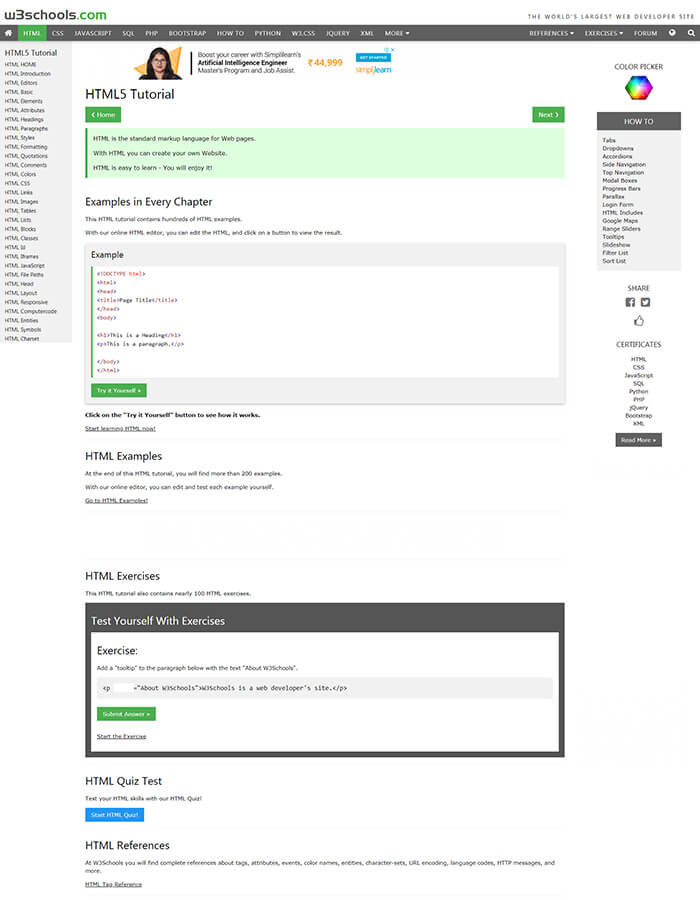 w3schools.com
THE WORLD'S LARGEST WEB DEVELOPER SITE
HTML CSS JAVASCRIPT SQL PHP BOOTSTRAP HOW TO PYTHON W3.CSS JQUERY XML MORE REFERENCES EXERCISES FORUM
HTML5 Tutorial
HTML HOME
HTML Introduction
HTML Editors
HTML Basic
HTML Elements
HTML Attributes
HTML Headings
HTML Paragraphs
HTML Styles
HTML Formatting
HTML Quotations
HTML Comments
HTML Colors
HTML CSS
HTML Links
HTML Images
HTML Tables
HTML Lists
HTML Blocks
HTML Classes
HTML Id
HTML Iframes
HTML JavaScript
HTML File Paths
HTML Head
HTML Layout
HTML Responsive
HTML Computercode
HTML Entities
HTML Symbols
HTML Charset
Boost your career with Simplilearn's
Artificial Intelligence Engineer
Master's Program and Job Assist.
₹44,999
GET STARTED
simplilearn
HTML5 Tutorial
❮ Home
Next ❯
HTML is the standard markup language for Web pages.
With HTML you can create your own Website.
HTML is easy to learn - You will enjoy it!
Examples in Every Chapter
This HTML tutorial contains hundreds of HTML examples.
With our online HTML editor, you can edit the HTML, and click on a button to view the result.
Example
<!DOCTYPE html>
<html>
<head>
<title>Page Title</title>
</head>
<body>
<h1>This is a Heading</h1>
<p>This is a paragraph.</p>
</body>
</html>
Try it Yourself »
Click on the "Try it Yourself" button to see how it works.
Start learning HTML now!
HTML Examples
At the end of this HTML tutorial, you will find more than 200 examples.
With our online editor, you can edit and test each example yourself.
Go to HTML Examples!
HTML Exercises
This HTML tutorial also contains nearly 100 HTML exercises.
Test Yourself With Exercises
Exercise:
Add a "tooltip" to the paragraph below with the text "About W3Schools".
<p ="About W3Schools">W3Schools is a web developer's site.</p>
Submit Answer »
Start the Exercise
HTML Quiz Test
Test your HTML skills with our HTML Quiz!
Start HTML Quiz!
HTML References
At W3Schools you will find complete references about tags, attributes, events, color names, entities, character-sets, URL encoding, language codes, HTTP messages, and
more.
HTML Tag Reference
COLOR PICKER
HOW TO
Tabs
Dropdowns
Accordions
Side Navigation
Top Navigation
Modal Boxes
Progress Bars
Parallax
Login Form
HTML Includes
Google Maps
Range Sliders
Tooltips
Slideshow
Filter List
Sort List
SHARE
CERTIFICATES
HTML
CSS
JavaScript
SQL
Python
PHP
jQuery
Bootstrap
XML
Read More »